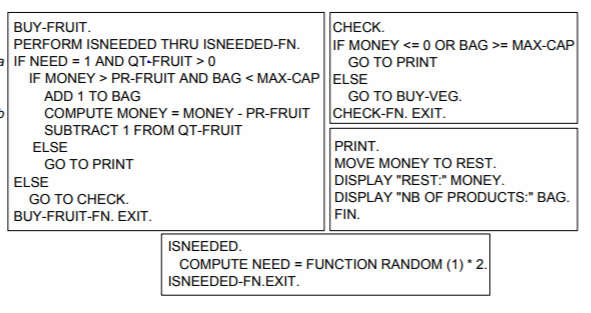 BUY-FRUIT.
PERFORM ISNEEDED THRU ISNEEDED-FN.
a IF NEED = 1 AND QT-FRUIT > 0
IF MONEY > PR-FRUIT AND BAG < MAX-CAP
ADD 1 TO BAG
b COMPUTE MONEY = MONEY - PR-FRUIT
SUBTRACT 1 FROM QT-FRUIT
ELSE
GO TO PRINT
ELSE
GO TO CHECK.
BUY-FRUIT-FN. EXIT.
CHECK.
IF MONEY <= 0 OR BAG >= MAX-CAP
GO TO PRINT
ELSE
GO TO BUY-VEG.
CHECK-FN. EXIT.
PRINT.
MOVE MONEY TO REST.
DISPLAY "REST:" MONEY.
DISPLAY "NB OF PRODUCTS:" BAG.
FIN.
ISNEEDED.
COMPUTE NEED = FUNCTION RANDOM (1) * 2.
ISNEEDED-FN.EXIT.